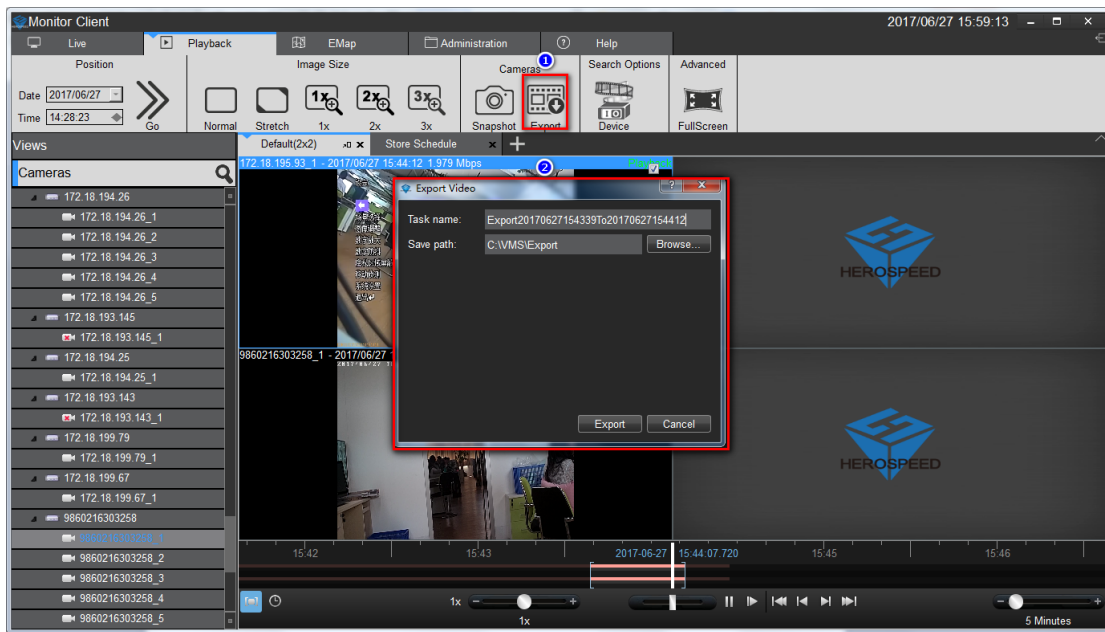 Monitor Client
2017/06/27 15:59:13
Live
Playback
EMap
Administration
Help
Position
Image Size
Cameras
Search Options
Advanced
1
Date 2017/06/27
Time 14:28:23
Go
Normal
Stretch
1x
1x
2x
2x
3x
3x
Snapshot
Export
Device
FullScreen
Views
Default(2x2)
Store Schedule
Cameras
172.18.195.93_1 - 2017/06/27 15:44:12 1.979 Mbps
Playback
2
Export Video
Task name: Export20170627154339To20170627154412
Save path: C:\VMS\Export
Browse...
Export
Cancel
172.18.194.26
172.18.194.26_1
172.18.194.26_2
172.18.194.26_3
172.18.194.26_4
172.18.194.26_5
172.18.193.145
172.18.193.145_1
172.18.194.25
172.18.194.25_1
172.18.193.143
172.18.193.143_1
172.18.199.79
172.18.199.79_1
172.18.199.67
172.18.199.67_1
9860216303258
9860216303258_2
9860216303258_3
9860216303258_4
9860216303258_5
HEROSPEED
9860216303258_1 - 2017/06/27
HEROSPEED
15:42
15:43
2017-06-27 15:44:07.720
15:45
15:46
1x
1x
5 Minutes